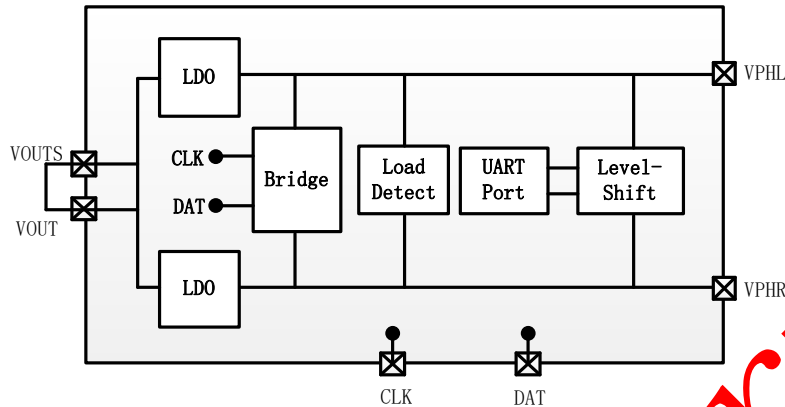 LDO
VPHL
VOUTS
CLK
DAT
Bridge
Load
Detect
UART
Port
Level-
Shift
VOUT
LDO
VPHR
CLK
DAT